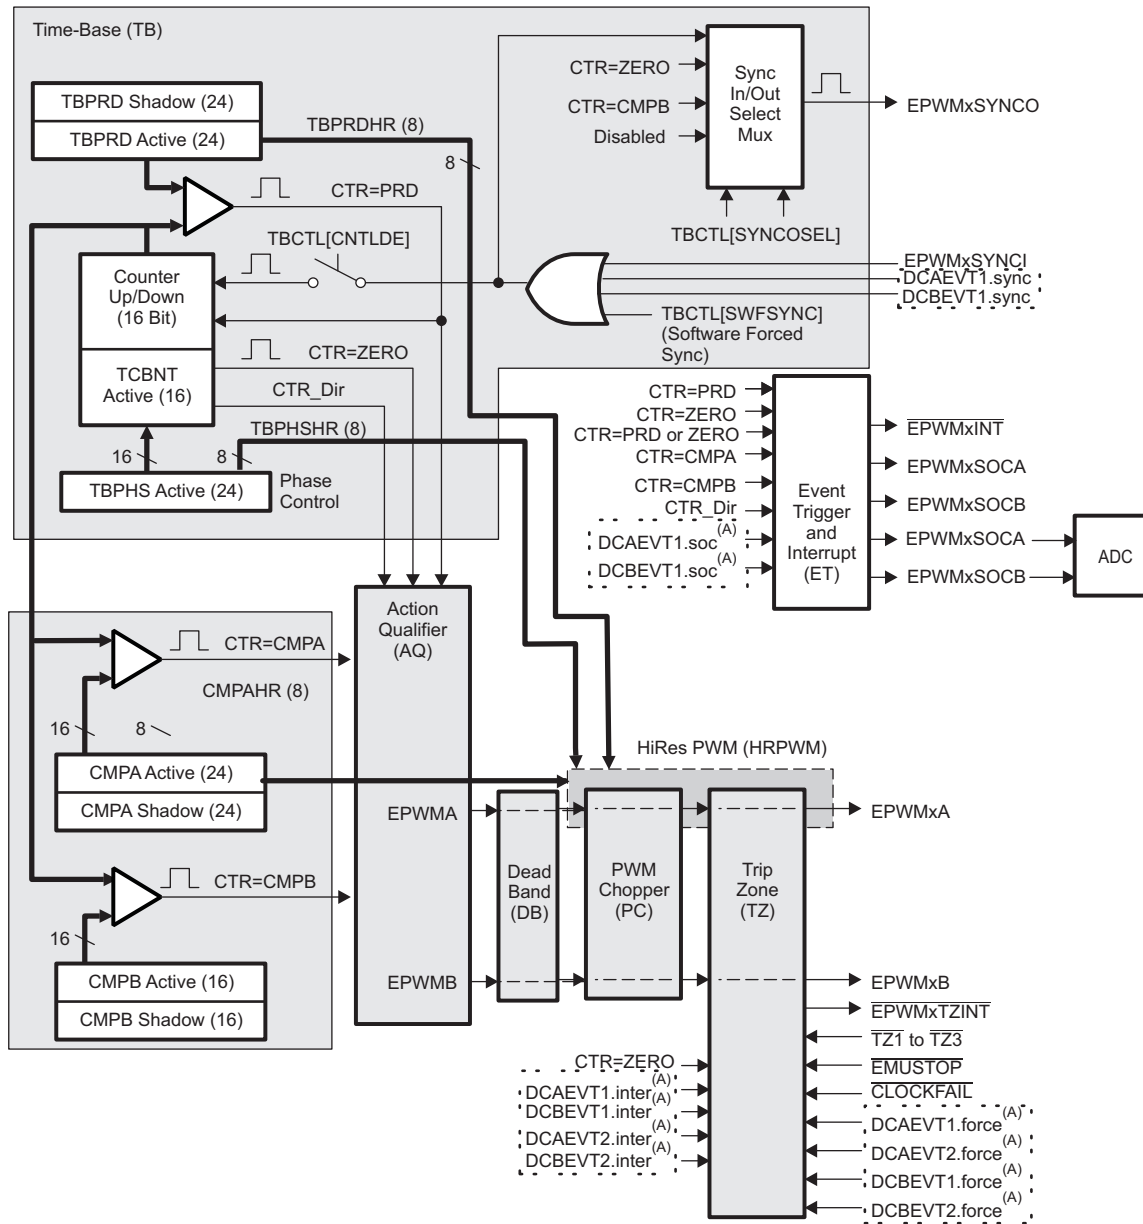 Time-Base (TB)
TBPRD Shadow (24)
TBPRD Active (24)
TBPRDHR (8)
8
CTR=PRD
TBCTL[CNTLDE]
Counter
Up/Down
(16 Bit)
TCBNT
Active (16)
CTR=ZERO
CTR_Dir
TBPHSHR (8)
16
8
TBPHS Active (24)
Phase
Control
CTR=ZERO
CTR=CMPB
Disabled
Sync
In/Out
Select
Mux
EPWMxSYNCO
TBCTL[SYNCOSEL]
EPWMxSYNCI
DCAEVT1.sync
DCBEVT1.sync
TBCTL[SWFSYNC]
(Software Forced
Sync)
CTR=PRD
CTR=ZERO
CTR=PRD or ZERO
CTR=CMPA
CTR=CMPB
CTR_Dir
DCAEVT1.soc(A)
DCBEVT1.soc(A)
Event
Trigger
and
Interrupt
(ET)
EPWMxINT
EPWMxSOCA
EPWMxSOCB
EPWMxSOCA
EPWMxSOCB
ADC
Action
Qualifier
(AQ)
CTR=CMPA
CMPAHR (8)
16
8
CMPA Active (24)
CMPA Shadow (24)
CTR=CMPB
16
CMPB Active (16)
CMPB Shadow (16)
EPWMA
EPWMB
HiRes PWM (HRPWM)
Dead
Band
(DB)
PWM
Chopper
(PC)
Trip
Zone
(TZ)
EPWMxA
EPWMxB
EPWMxTZINT
TZ1 to TZ3
EMUSTOP
CLOCKFAIL
DCAEVT1.force(A)
DCAEVT2.force(A)
DCBEVT1.force(A)
DCBEVT2.force(A)
CTR=ZERO
DCAEVT1.inter(A)
DCBEVT1.inter(A)
DCAEVT2.inter(A)
DCBEVT2.inter(A)